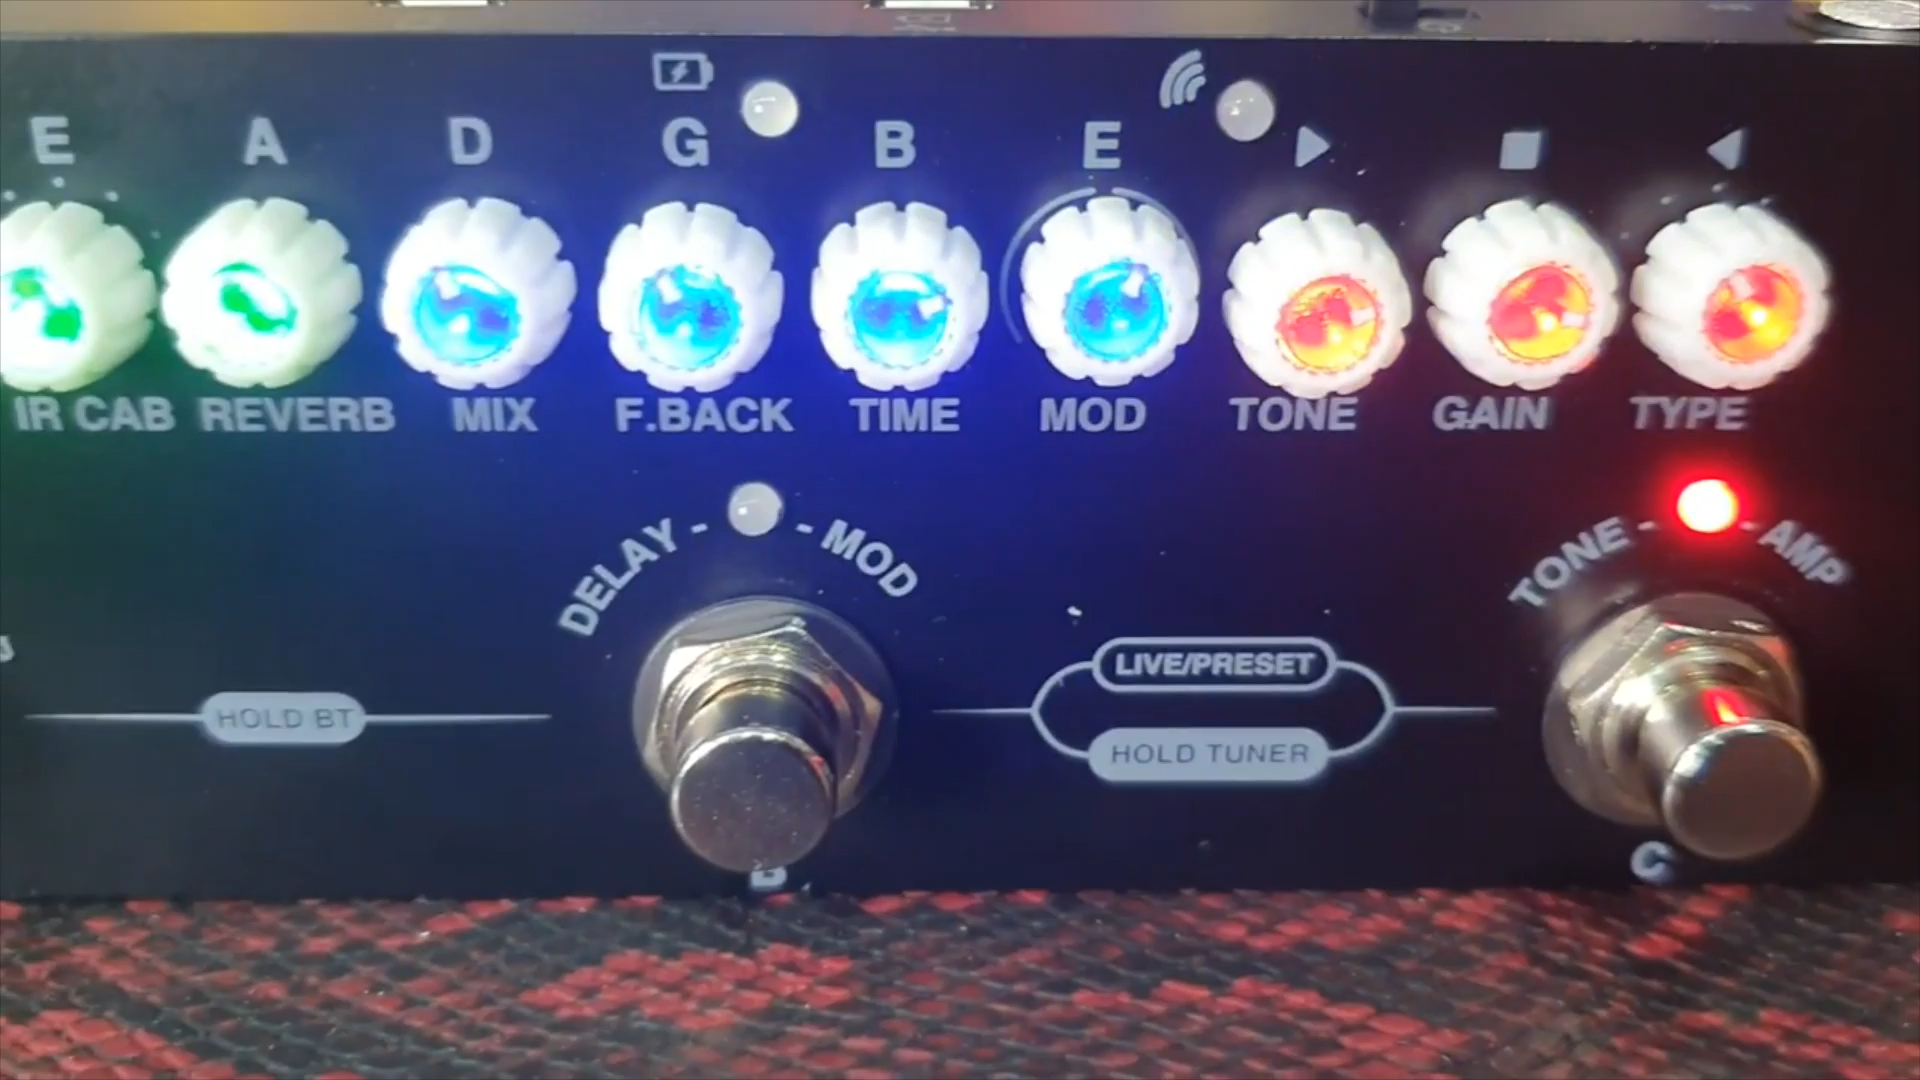 E A D G B E
IR CAB REVERB MIX F.BACK TIME MOD TONE GAIN TYPE
DELAY - - MOD
TONE - - AMP
LIVE/PRESET
HOLD BT
HOLD TUNER
B
C